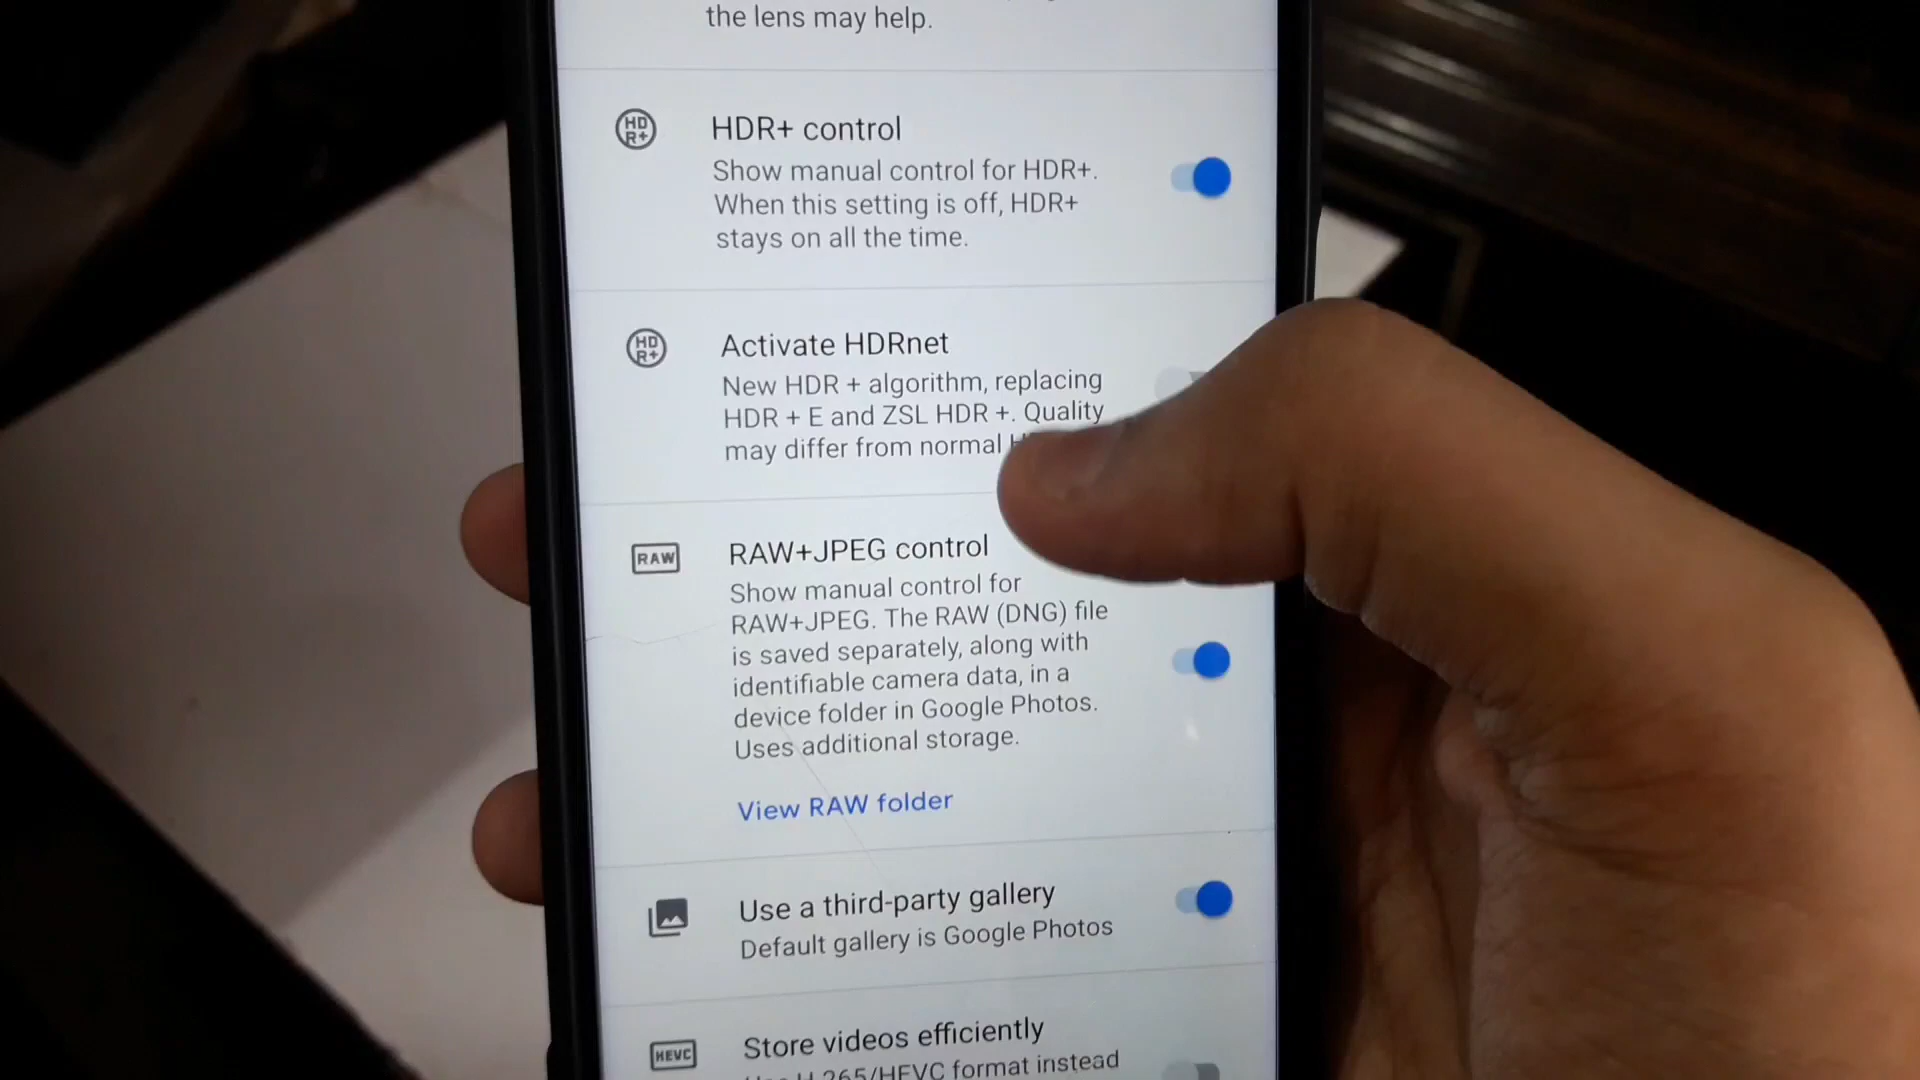 the lens may help.
HD
R+
HDR+ control
Show manual control for HDR+.
When this setting is off, HDR+
stays on all the time.
HD
R+
Activate HDRnet
New HDR + algorithm, replacing
HDR + E and ZSL HDR +. Quality
may differ from normal
RAW
RAW+JPEG control
Show manual control for
RAW+JPEG. The RAW (DNG) file
is saved separately, along with
identifiable camera data, in a
device folder in Google Photos.
Uses additional storage.
View RAW folder
Use a third-party gallery
Default gallery is Google Photos
HEVC
Store videos efficiently
H.265/HEVC format instead